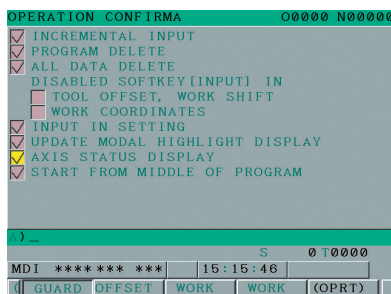 OPERATION CONFIRMA O0000 N00000
INCREMENTAL INPUT
PROGRAM DELETE
ALL DATA DELETE
DISABLED SOFTKEY[INPUT] IN
TOOL OFFSET, WORK SHIFT
WORK COORDINATES
INPUT IN SETTING
UPDATE MODAL HIGHLIGHT DISPLAY
AXIS STATUS DISPLAY
START FROM MIDDLE OF PROGRAM
A)_
S 0 T0000
MDI **** *** *** 15:15:46
( GUARD OFFSET WORK WORK (OPRT)